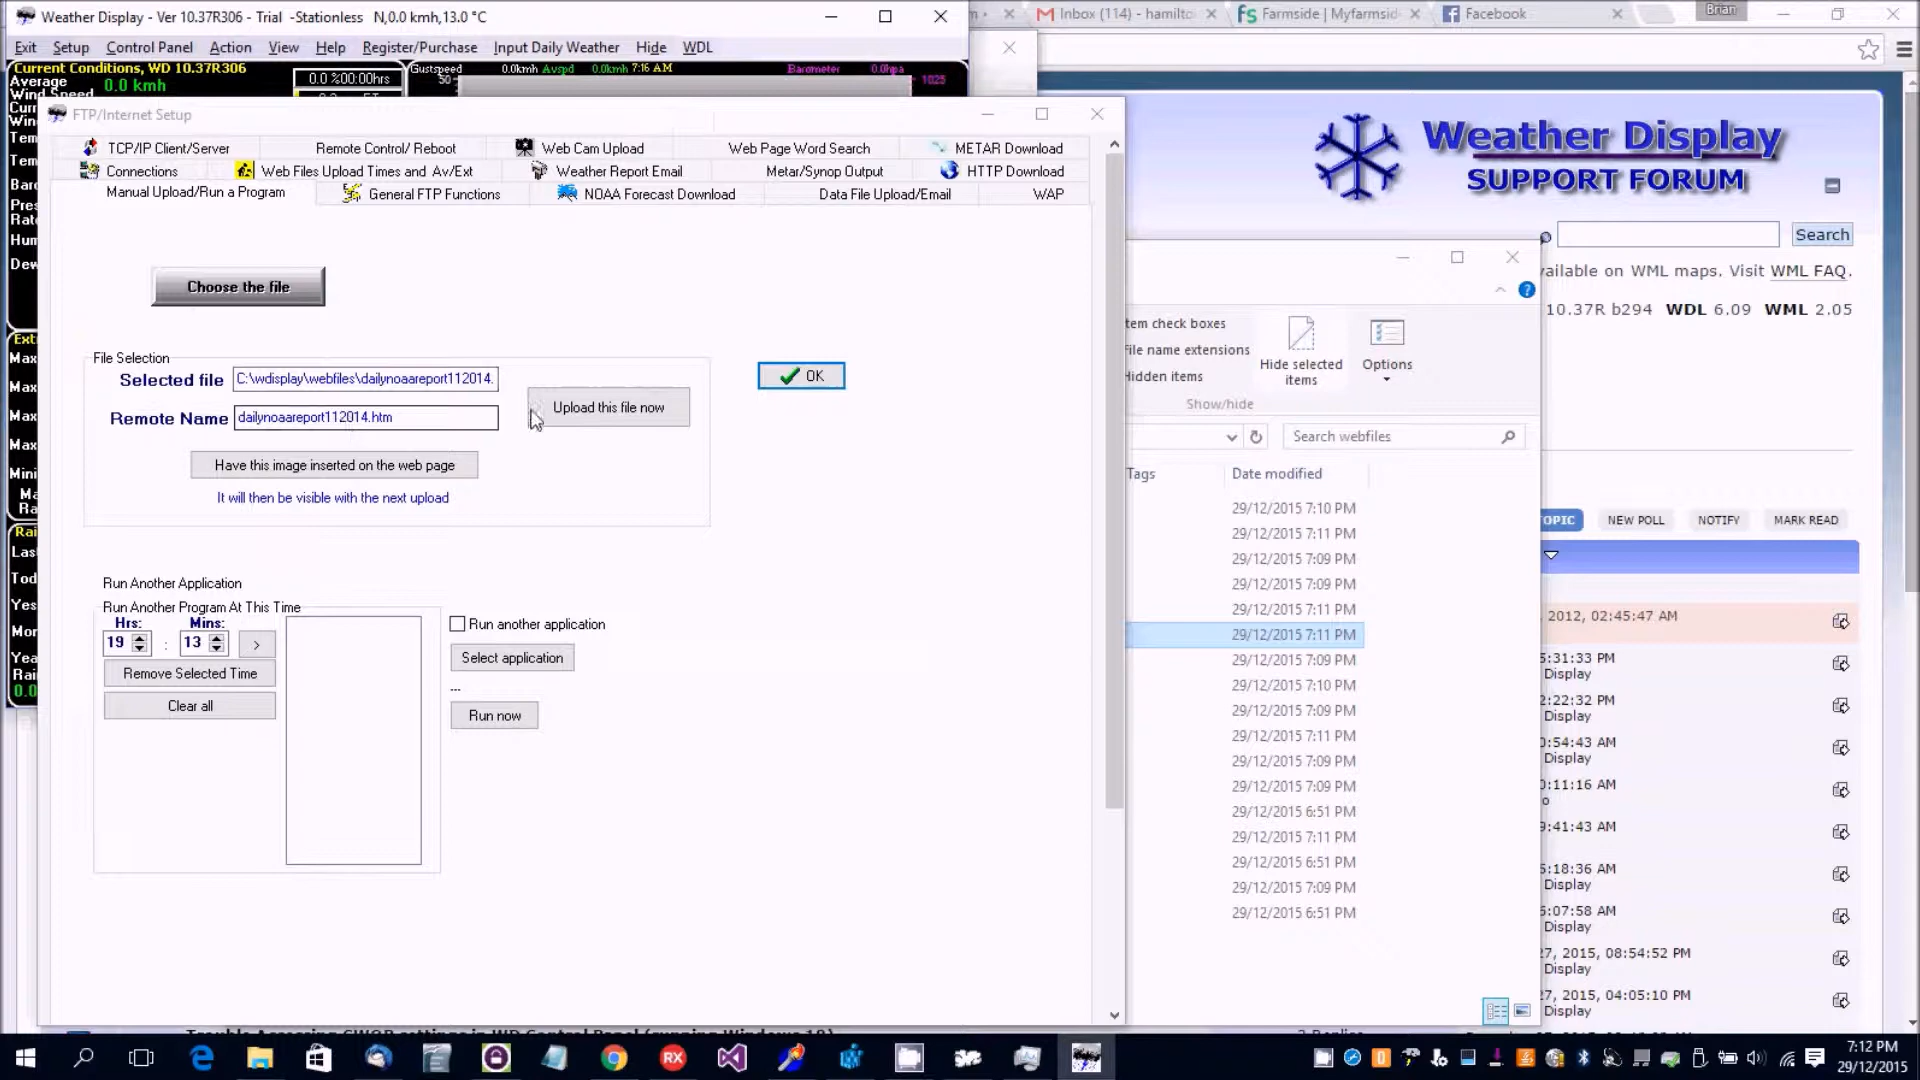 Weather Display - Ver 10.37R306 - Trial -Stationless N,0.0 kmh,13.0 °C
Inbox (114) - hamilto
Farmside | Myfarmsid
Facebook
Brian
Exit Setup Control Panel Action View Help Register/Purchase Input Daily Weather Hide WDL
Current Conditions, WD 10.37R306
Average
Wind Speed
0.0 kmh
0.0 %00:00hrs
Gustspeed 0.0kmh Avspd 0.0kmh 7:16 AM Barometer 0.0hpa
50
1025
FTP/Internet Setup
TCP/IP Client/Server
Remote Control/ Reboot
Web Cam Upload
Web Page Word Search
METAR Download
Connections
Web Files Upload Times and Av/Ext
Weather Report Email
Metar/Synop Output
HTTP Download
Manual Upload/Run a Program
General FTP Functions
NOAA Forecast Download
Data File Upload/Email
WAP
Choose the file
File Selection
Selected file C:\wdisplay\webfiles\dailynoaareport112014.
Remote Name dailynoaareport112014.htm
Upload this file now
OK
Have this image inserted on the web page
It will then be visible with the next upload
Run Another Application
Run Another Program At This Time
Hrs: Mins:
19 : 13 >
Remove Selected Time
Clear all
Run another application
Select application
...
Run now
Weather Display
SUPPORT FORUM
Search
vailable on WML maps. Visit WML FAQ.
10.37R b294 WDL 6.09 WML 2.05
tem check boxes
File name extensions
Hidden items
Hide selected
items
Options
Show/hide
Search webfiles
Tags
Date modified
29/12/2015 7:10 PM
29/12/2015 7:11 PM
29/12/2015 7:09 PM
29/12/2015 7:09 PM
29/12/2015 7:11 PM
29/12/2015 7:11 PM
29/12/2015 7:09 PM
29/12/2015 7:10 PM
29/12/2015 7:09 PM
29/12/2015 7:11 PM
29/12/2015 7:09 PM
29/12/2015 7:09 PM
29/12/2015 6:51 PM
29/12/2015 7:11 PM
29/12/2015 6:51 PM
29/12/2015 7:09 PM
29/12/2015 6:51 PM
OPIC NEW POLL NOTIFY MARK READ
2012, 02:45:47 AM
5:31:33 PM
Display
2:22:32 PM
Display
0:54:43 AM
Display
0:11:16 AM
9:41:43 AM
5:18:36 AM
Display
5:07:58 AM
Display
27, 2015, 08:54:52 PM
Display
27, 2015, 04:05:10 PM
Display
7:12 PM
29/12/2015